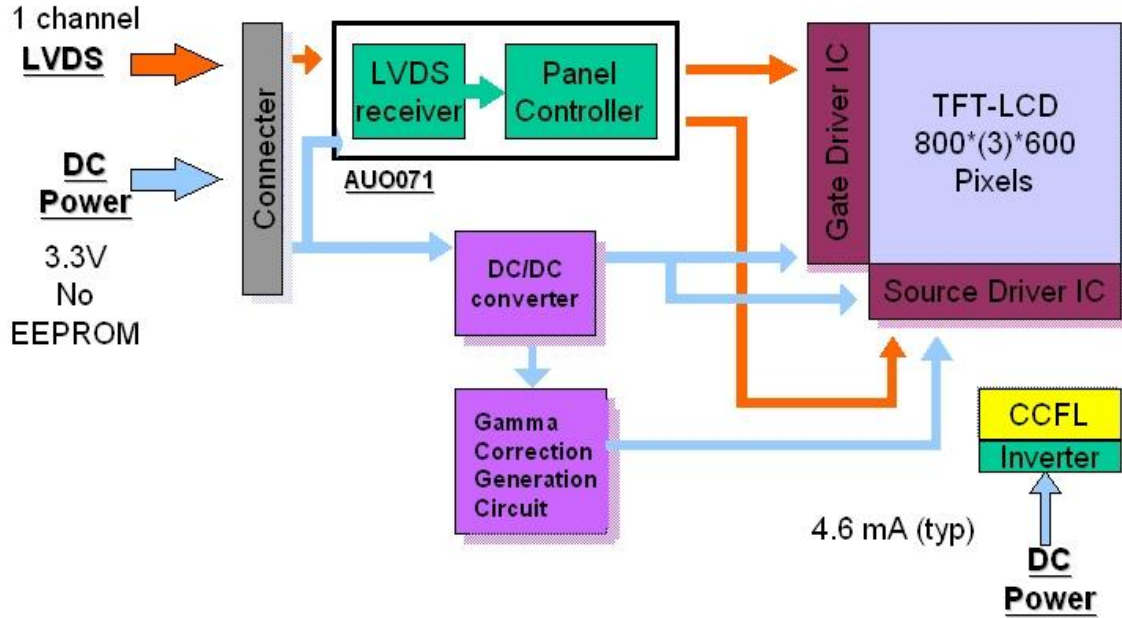 1 channel
LVDS
DC
Power
3.3V
No
EEPROM
Connecter
LVDS
receiver
Panel
Controller
AUO071
DC/DC
converter
Gamma
Correction
Generation
Circuit
Gate Driver IC
TFT-LCD
800*(3)*600
Pixels
Source Driver IC
CCFL
Inverter
4.6 mA (typ)
DC
Power